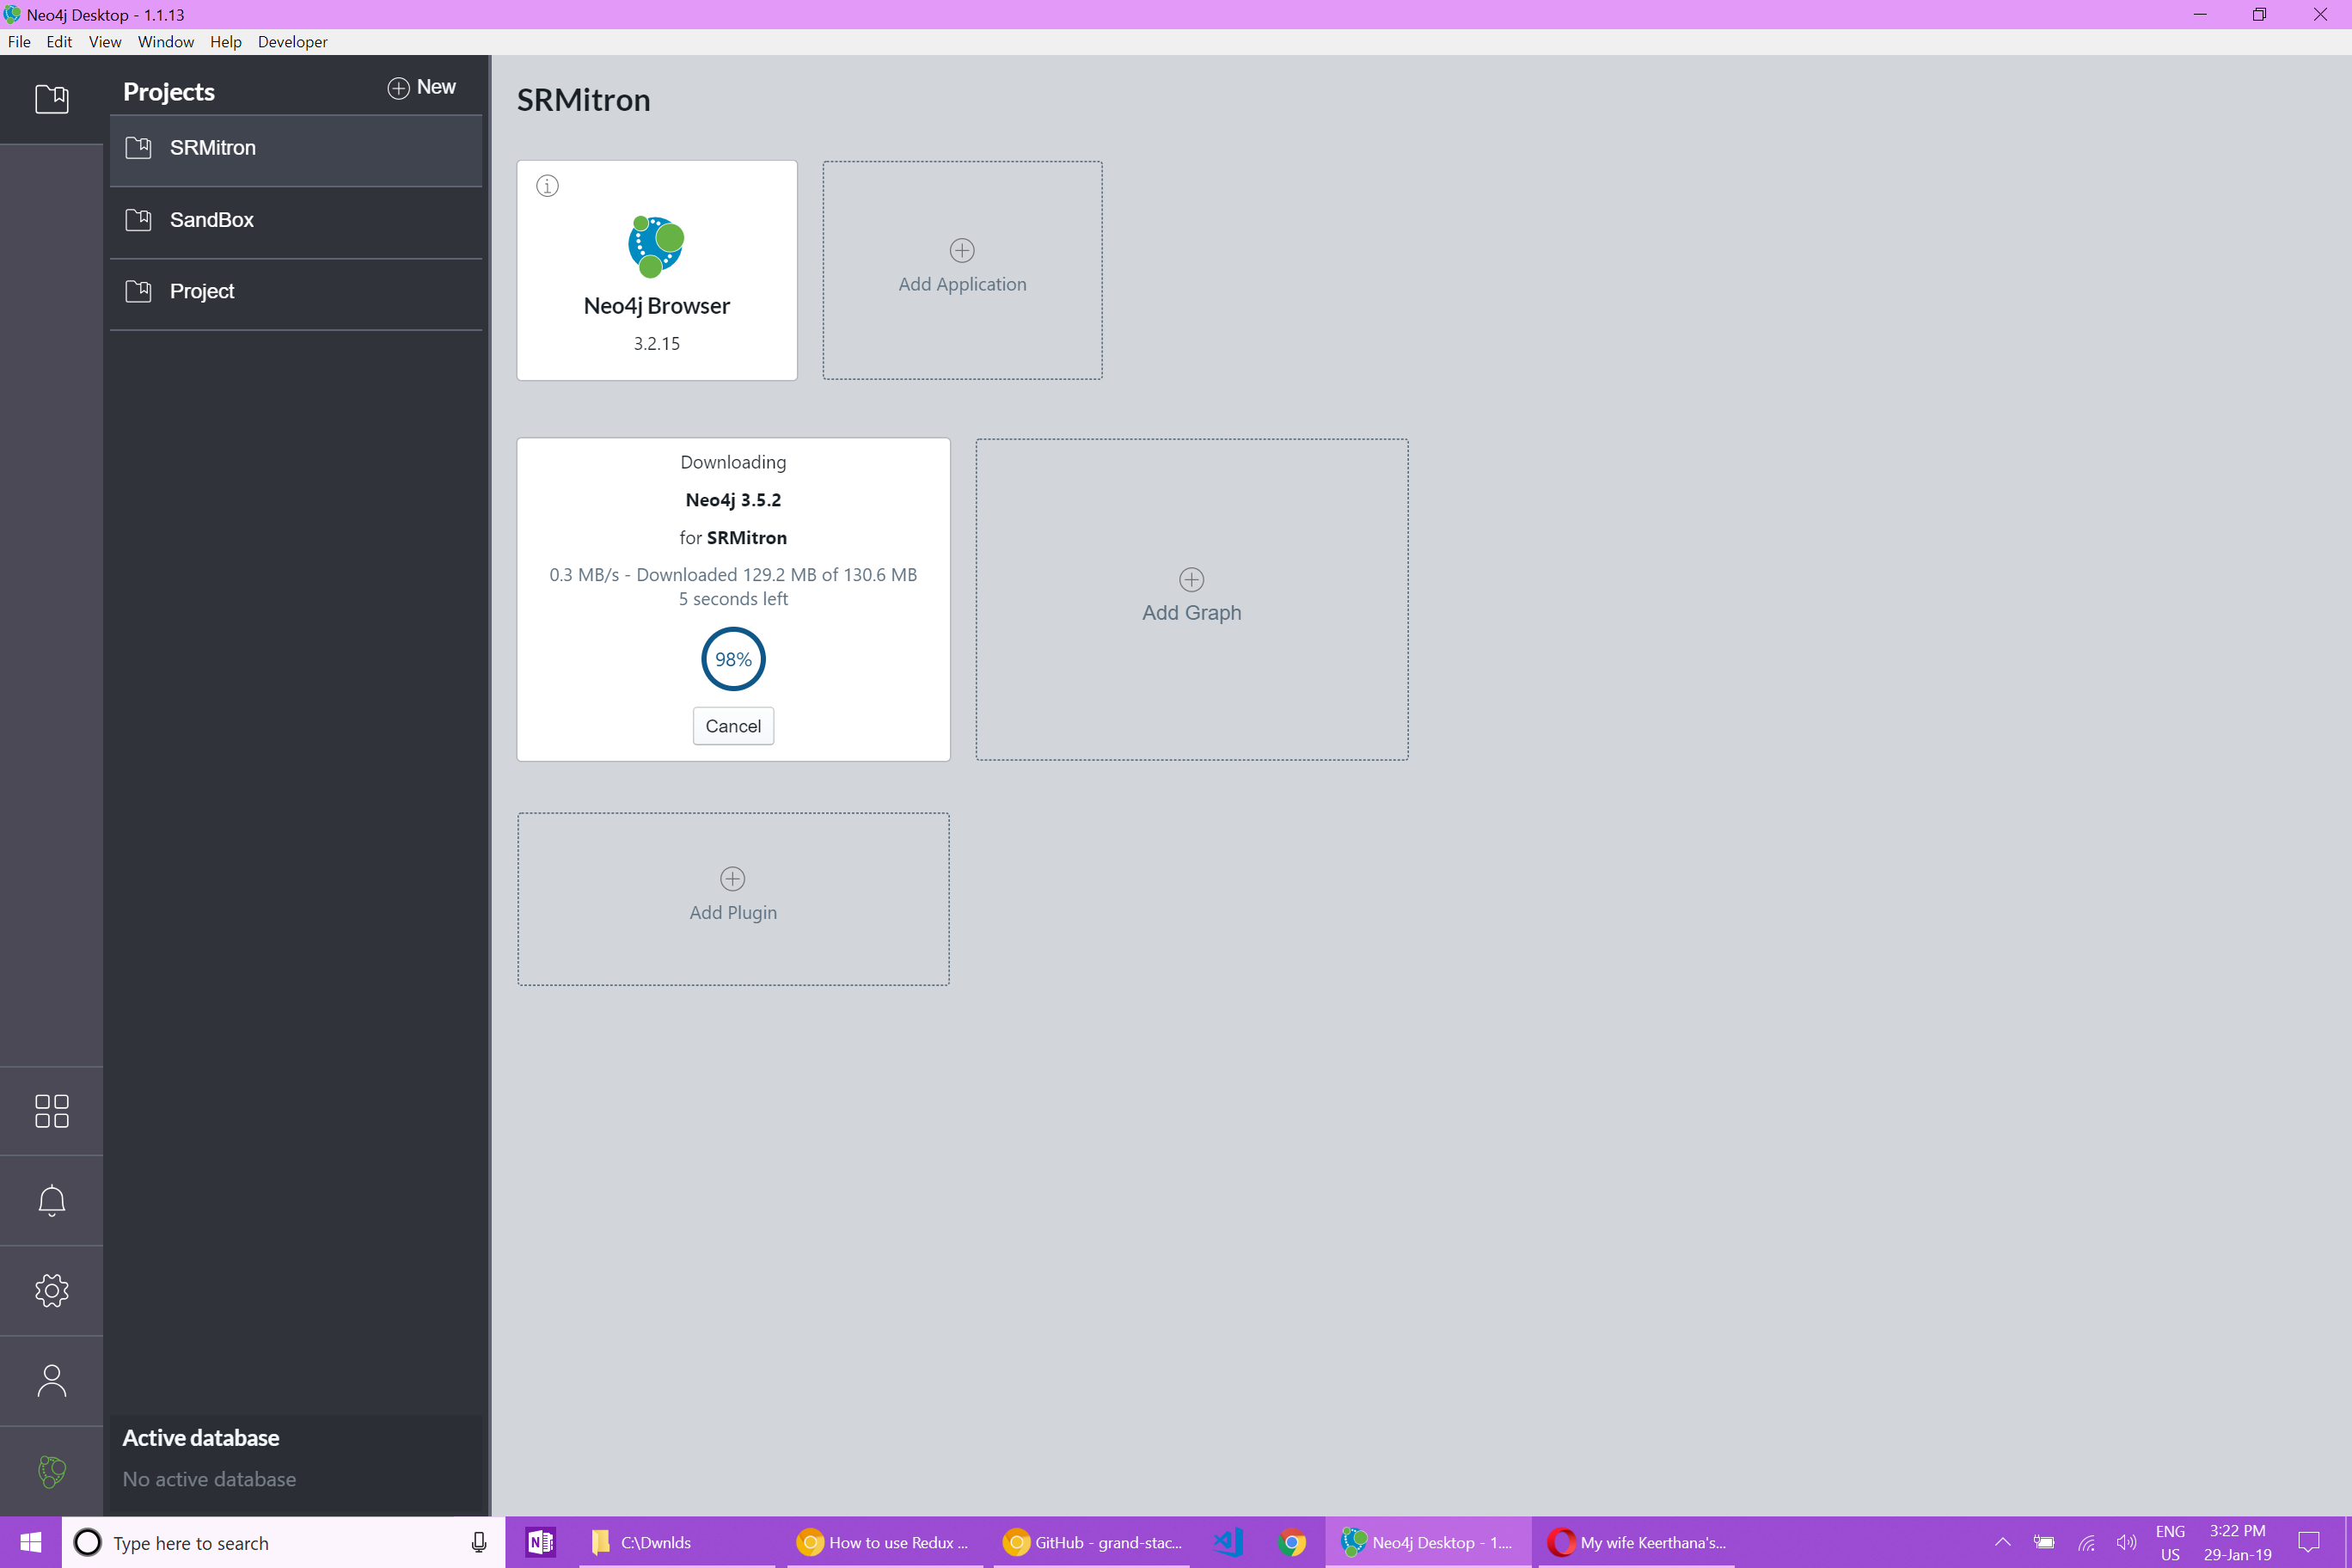 Neo4j Desktop - 1.1.13
File Edit View Window Help Developer
Projects
New
SRMitron
SandBox
Project
Active database
No active database
SRMitron
Neo4j Browser
3.2.15
Add Application
Downloading
Neo4j 3.5.2
for SRMitron
0.3 MB/s - Downloaded 129.2 MB of 130.6 MB
5 seconds left
98%
Cancel
Add Graph
Add Plugin
Type here to search
N
C:\Dwnlds
How to use Redux ...
GitHub - grand-stac...
Neo4j Desktop - 1....
My wife Keerthana's...
ENG
US
3:22 PM
29-Jan-19